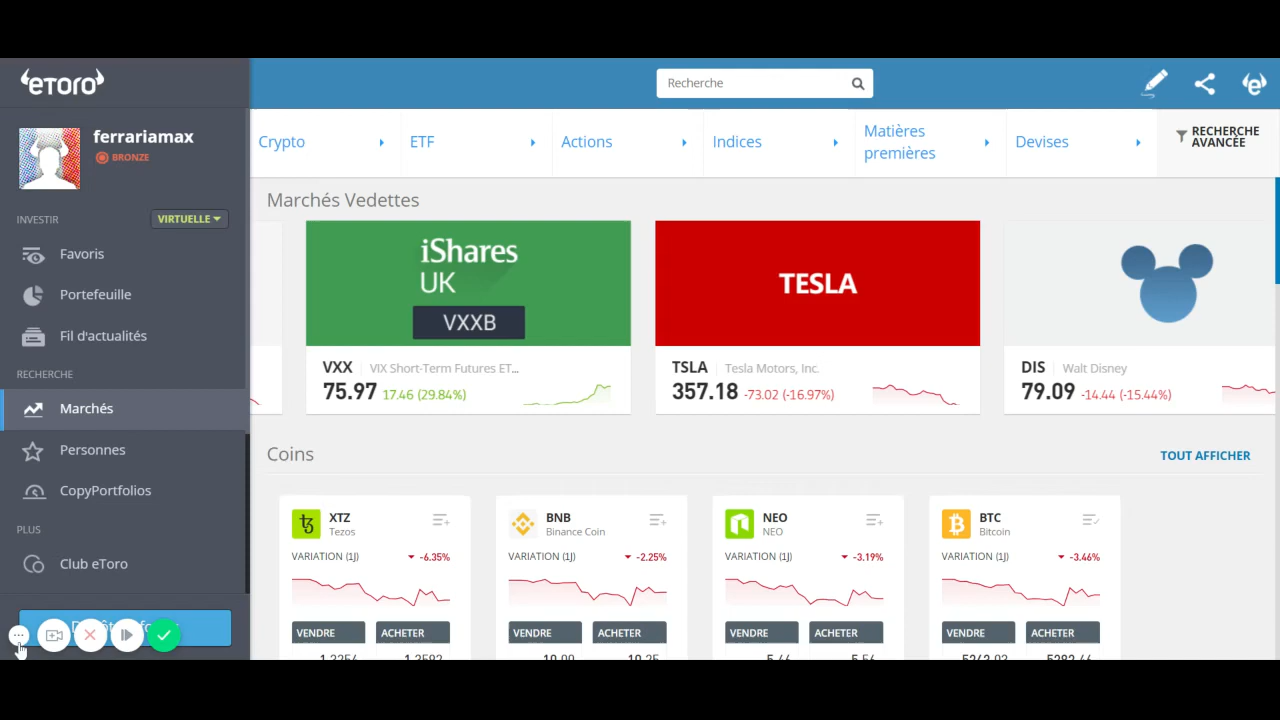 eToro
Recherche
ferrariamax
BRONZE
INVESTIR
VIRTUELLE
Favoris
Portefeuille
Fil d'actualités
RECHERCHE
Marchés
Personnes
CopyPortfolios
PLUS
Club eToro
Crypto
ETF
Actions
Indices
Matières
premières
Devises
RECHERCHE
AVANCÉE
Marchés Vedettes
iShares
UK
VXXB
VXX VIX Short-Term Futures ET...
75.97 17.46 (29.84%)
TESLA
TSLA Tesla Motors, Inc.
357.18 -73.02 (-16.97%)
DIS Walt Disney
79.09 -14.44 (-15.44%)
Coins
TOUT AFFICHER
XTZ
Tezos
VARIATION (1J) -6.35%
VENDRE ACHETER
BNB
Binance Coin
VARIATION (1J) -2.25%
VENDRE ACHETER
NEO
NEO
VARIATION (1J) -3.19%
VENDRE ACHETER
BTC
Bitcoin
VARIATION (1J) -3.46%
VENDRE ACHETER